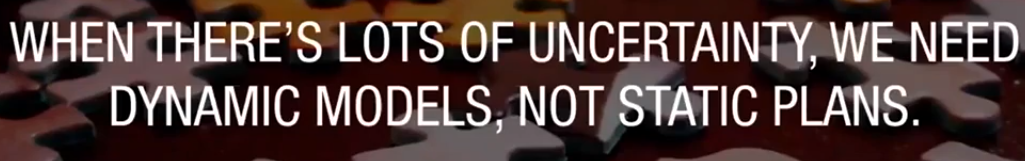 WHEN THERE'S LOTS OF UNCERTAINTY, WE NEED
DYNAMIC MODELS, NOT STATIC PLANS.